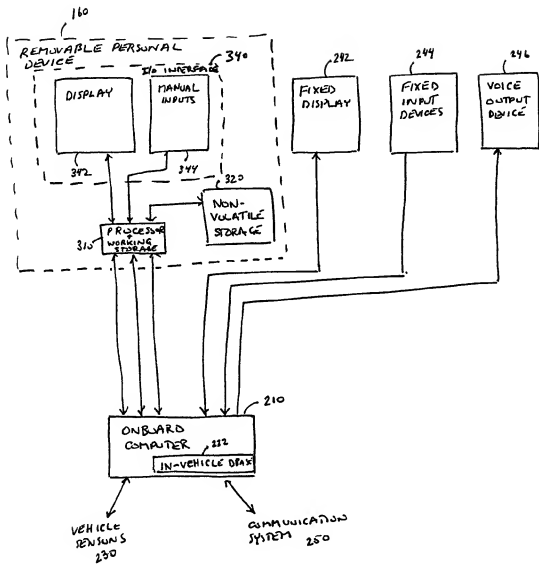 160
REMOVABLE PERSONAL
DEVICE
I/O INTERFACE
340
DISPLAY
MANUAL
INPUTS
342
344
242
FIXED
DISPLAY
244
FIXED
INPUT
DEVICES
246
VOICE
OUTPUT
DEVICE
320
NON-
VOLATILE
STORAGE
310
PROCESSOR
+
WORKING
STORAGE
210
ONBOARD
COMPUTER
222
IN-VEHICLE DBASE
VEHICLE
SENSORS
230
COMMUNICATION
SYSTEM
250